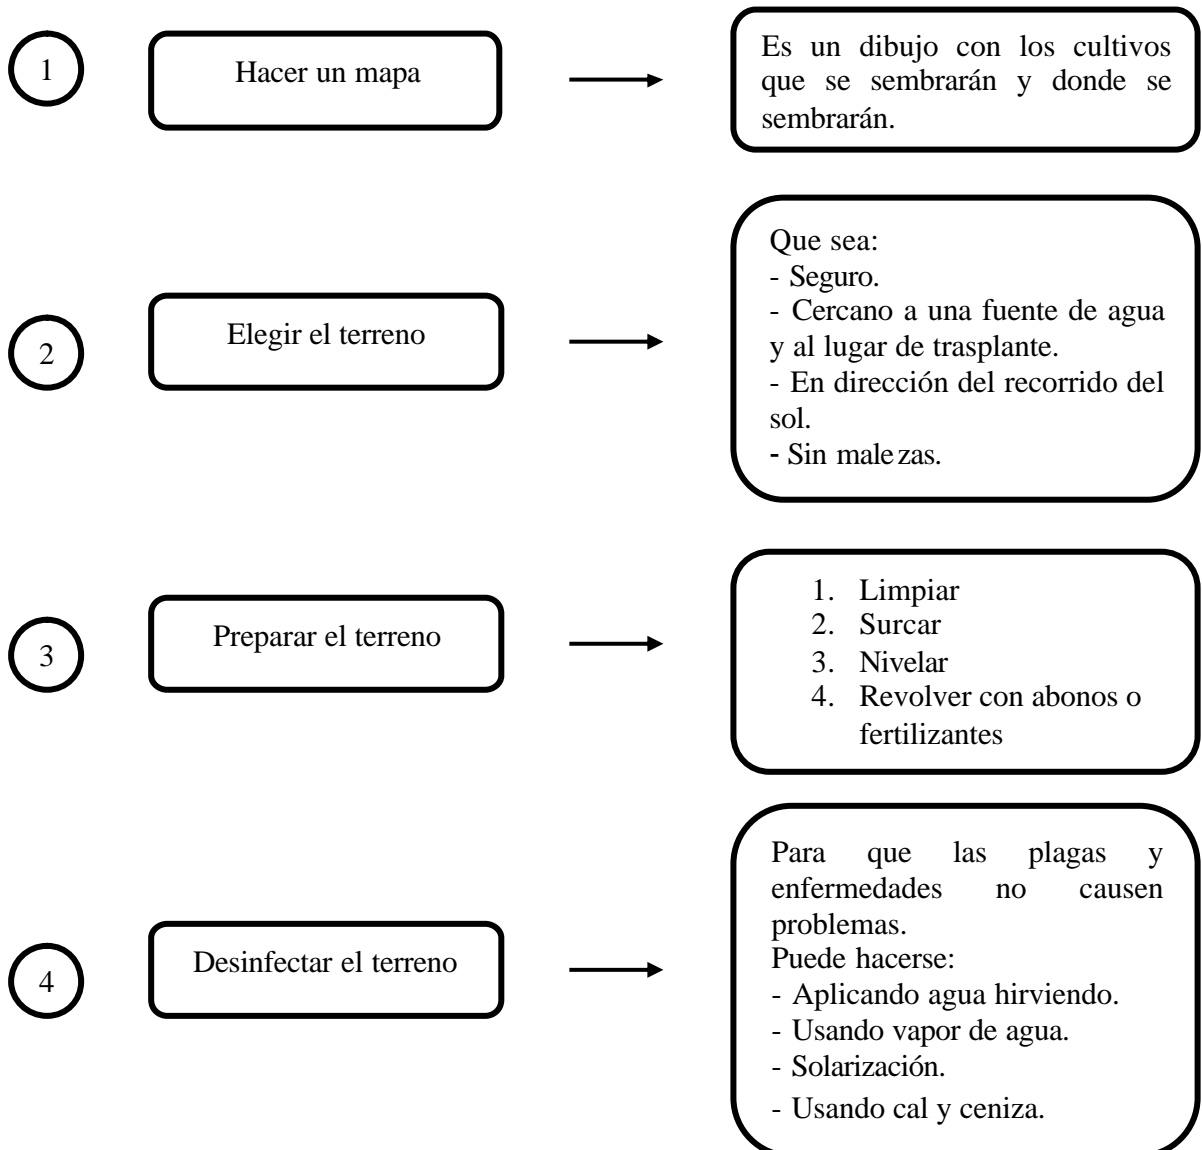 1
Hacer un mapa
Es un dibujo con los cultivos
que se sembrarán y donde se
sembrarán.
2
Elegir el terreno
Que sea:
- Seguro.
- Cercano a una fuente de agua
y al lugar de trasplante.
- En dirección del recorrido del
sol.
- Sin malezas.
3
Preparar el terreno
1. Limpiar
2. Surcar
3. Nivelar
4. Revolver con abonos o
fertilizantes
4
Desinfectar el terreno
Para que las plagas y
enfermedades no causen
problemas.
Puede hacerse:
- Aplicando agua hirviendo.
- Usando vapor de agua.
- Solarización.
- Usando cal y ceniza.